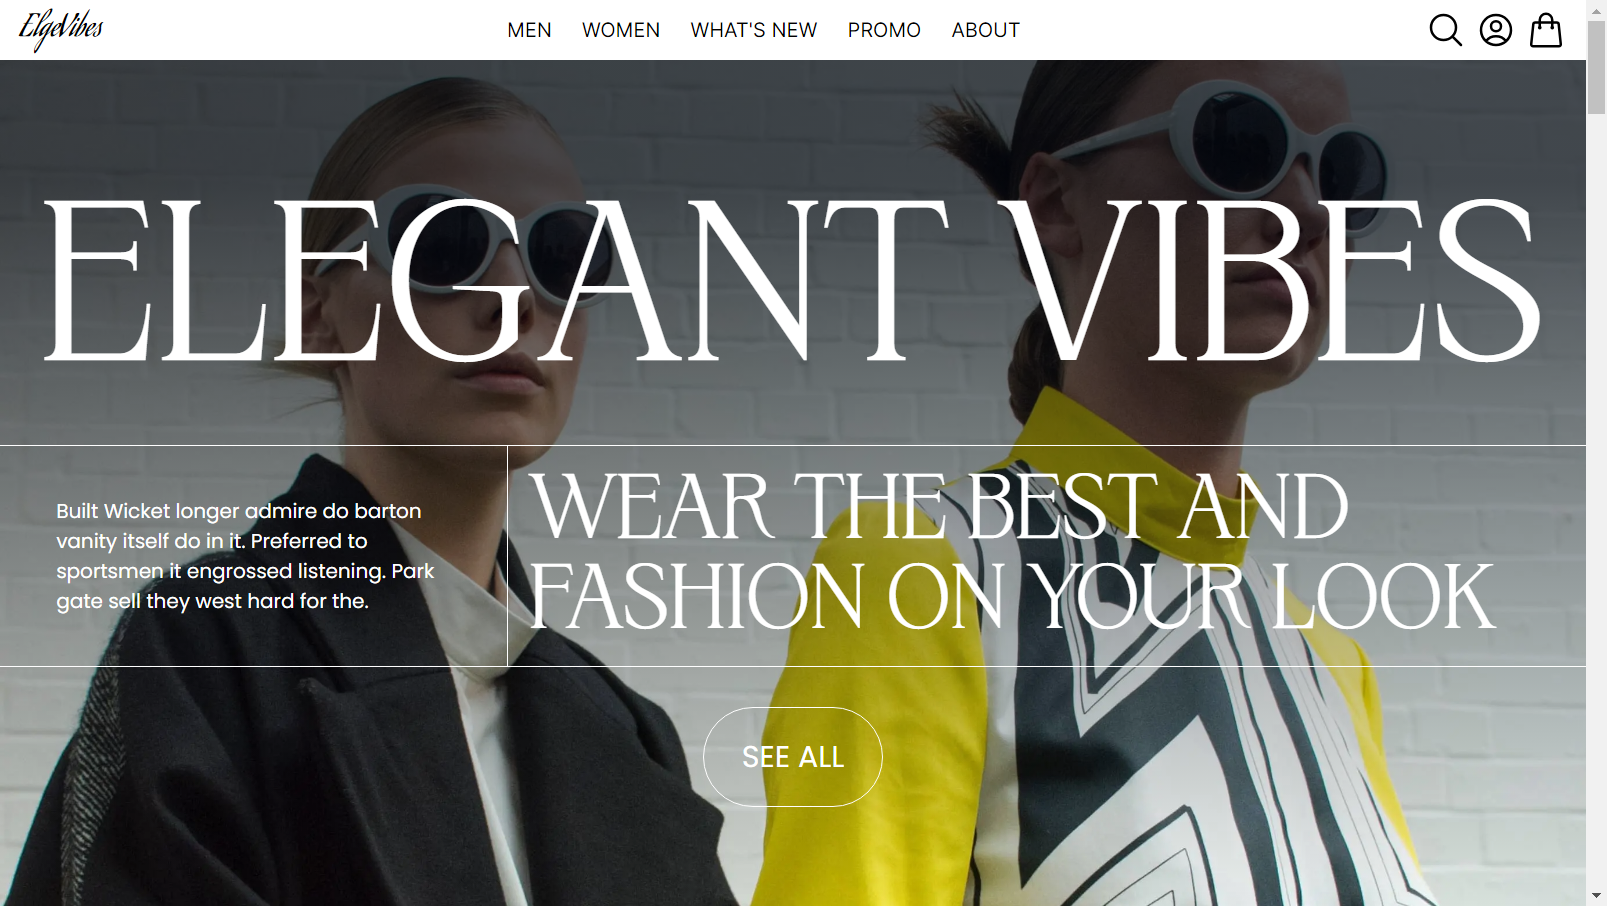 ElgeVibes
MEN WOMEN WHAT'S NEW PROMO ABOUT
ELEGANT VIBES
Built Wicket longer admire do barton
vanity itself do in it. Preferred to
sportsmen it engrossed listening. Park
gate sell they west hard for the.
WEAR THE BEST AND
FASHION ON YOUR LOOK
SEE ALL